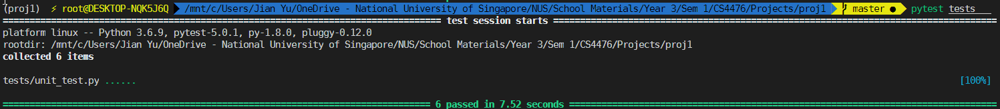 (proj1) ⚡ root@DESKTOP-NQK5J6Q /mnt/c/Users/Jian Yu/OneDrive - National University of Singapore/NUS/School Materials/Year 3/Sem 1/CS4476/Projects/proj1 master ● pytest tests
test session starts
platform linux -- Python 3.6.9, pytest-5.0.1, py-1.8.0, pluggy-0.12.0
rootdir: /mnt/c/Users/Jian Yu/OneDrive - National University of Singapore/NUS/School Materials/Year 3/Sem 1/CS4476/Projects/proj1
collected 6 items
tests/unit_test.py ...... [100%]
6 passed in 7.52 seconds